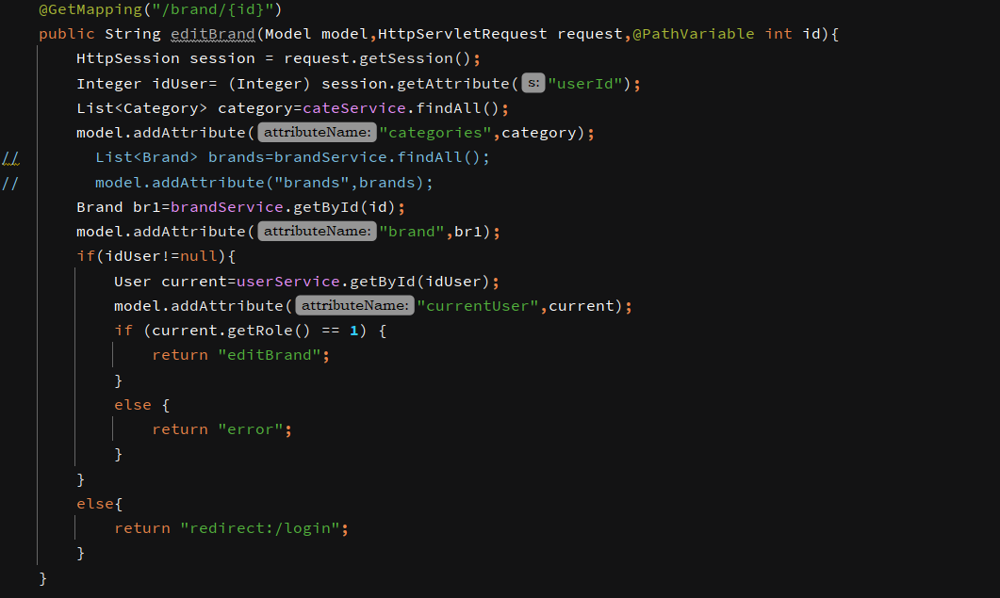 @GetMapping("/brand/{id}")
public String editBrand(Model model,HttpServletRequest request,@PathVariable int id){
HttpSession session = request.getSession();
Integer idUser= (Integer) session.getAttribute( s: "userId");
List<Category> category=cateService.findAll();
model.addAttribute( attributeName: "categories",category);
// List<Brand> brands=brandService.findAll();
// model.addAttribute("brands",brands);
Brand br1=brandService.getById(id);
model.addAttribute( attributeName: "brand",br1);
if(idUser!=null){
User current=userService.getById(idUser);
model.addAttribute( attributeName: "currentUser",current);
if (current.getRole() == 1) {
return "editBrand";
}
else {
return "error";
}
}
else{
return "redirect:/login";
}
}